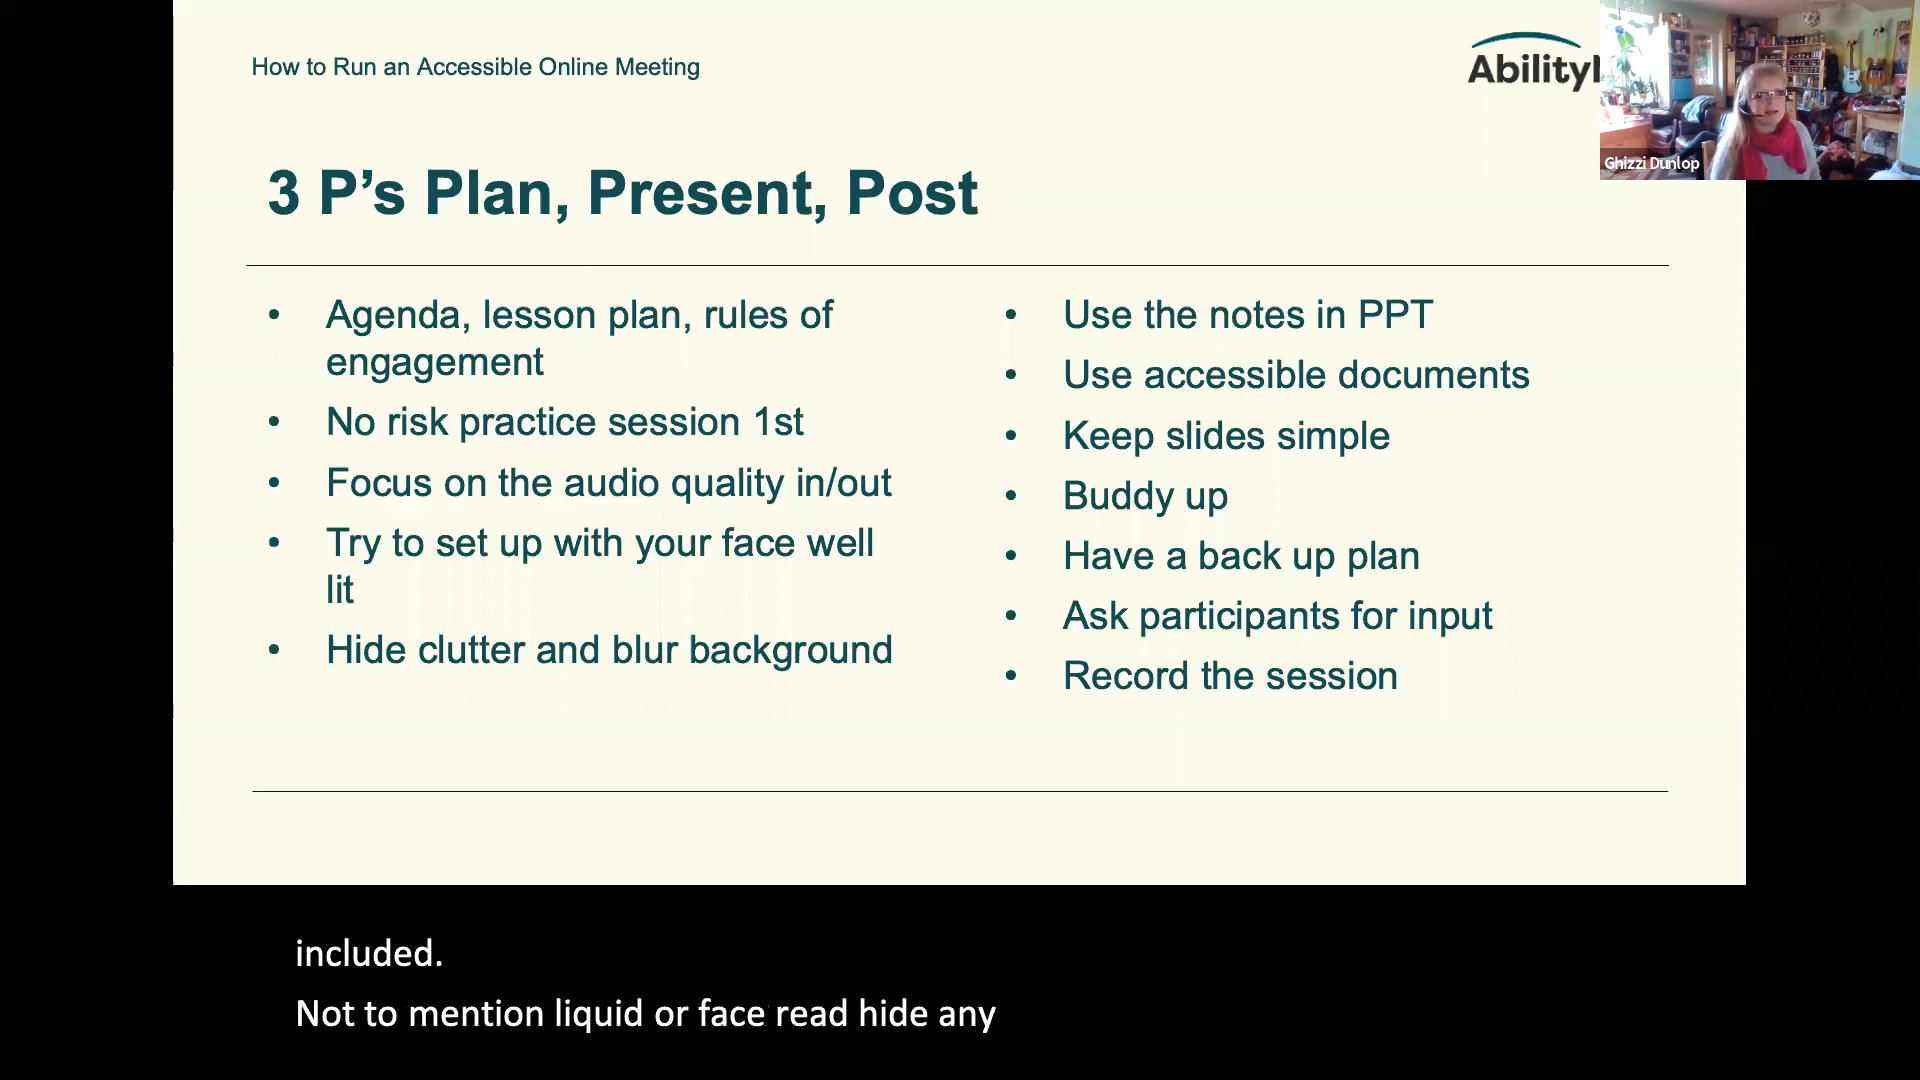 How to Run an Accessible Online Meeting
Ability
Ghizzi Dunlop
3 P’s Plan, Present, Post
• Agenda, lesson plan, rules of
engagement
• No risk practice session 1st
• Focus on the audio quality in/out
• Try to set up with your face well
lit
• Hide clutter and blur background
• Use the notes in PPT
• Use accessible documents
• Keep slides simple
• Buddy up
• Have a back up plan
• Ask participants for input
• Record the session
included.
Not to mention liquid or face read hide any